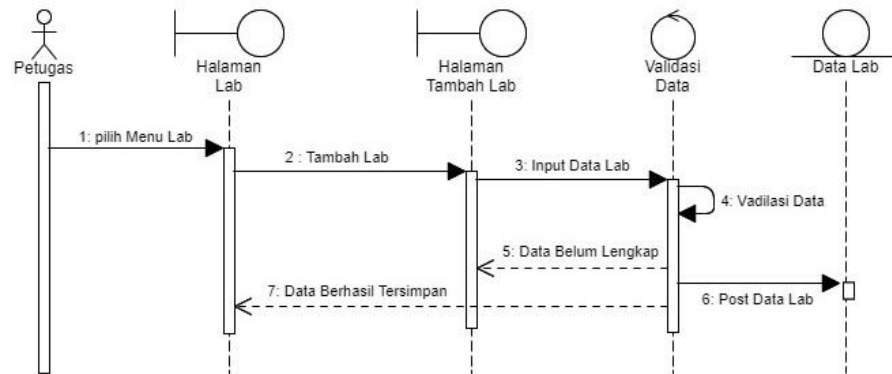 Petugas
Halaman
Lab
Halaman
Tambah Lab
Validasi
Data
Data Lab
1: pilih Menu Lab
2 : Tambah Lab
3: Input Data Lab
4: Vadilasi Data
5: Data Belum Lengkap
7: Data Berhasil Tersimpan
6: Post Data Lab